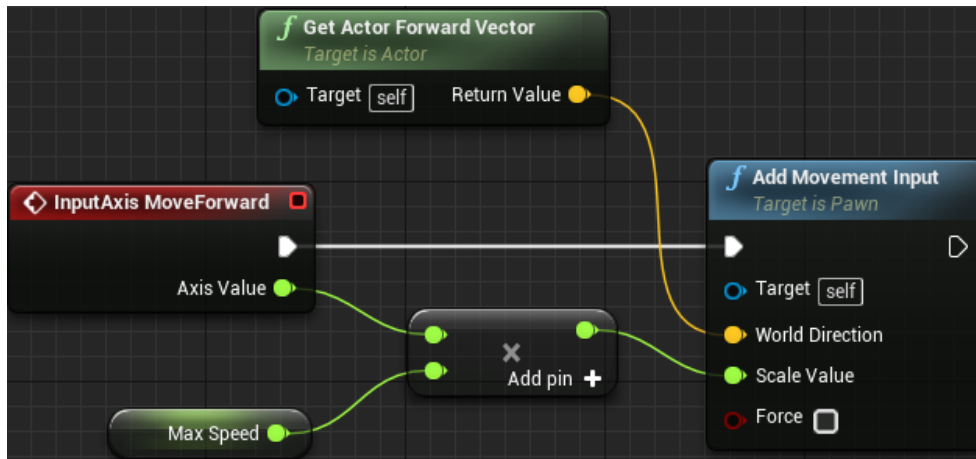 Get Actor Forward Vector
Target is Actor
Target self Return Value
InputAxis MoveForward
Axis Value
Add pin
Max Speed
Add Movement Input
Target is Pawn
Target self
World Direction
Scale Value
Force